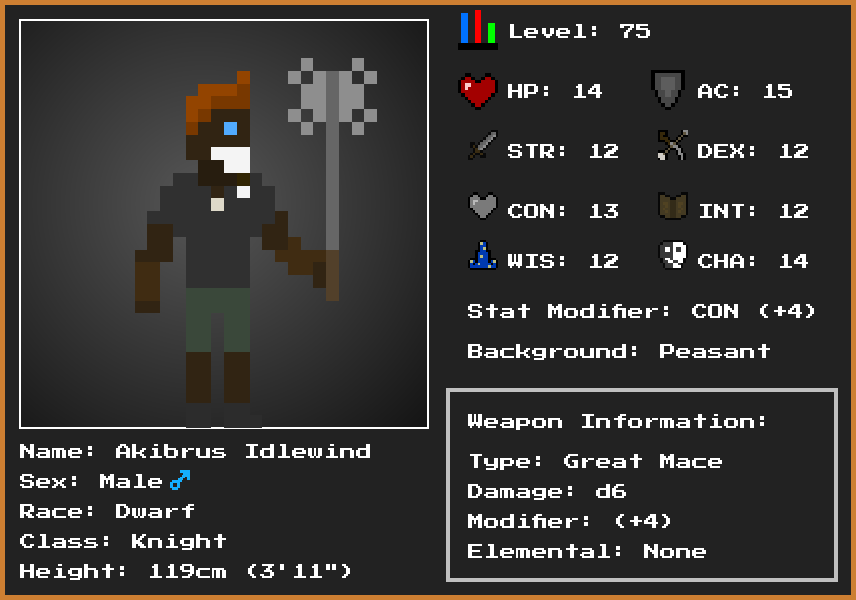 Level: 75
HP: 14
AC: 15
STR: 12
DEX: 12
CON: 13
INT: 12
WIS: 12
CHA: 14
Stat Modifier: CON (+4)
Background: Peasant
Weapon Information:
Type: Great Mace
Damage: d6
Modifier: (+4)
Elemental: None
Name: Akibrus Idlewind
Sex: Male ♂
Race: Dwarf
Class: Knight
Height: 119cm (3'11")